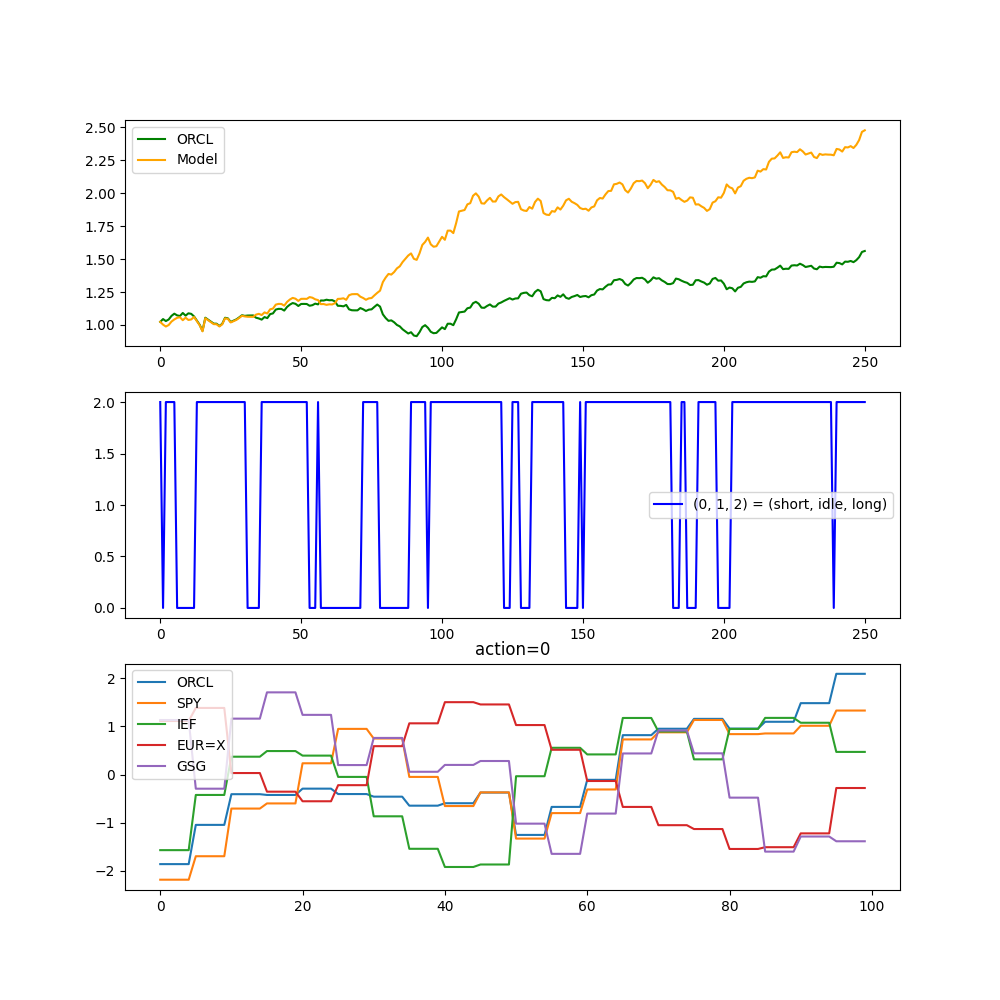 2.50
2.25
2.00
1.75
1.50
1.25
1.00
ORCL
Model
0 50 100 150 200 250
2.0
1.5
1.0
0.5
0.0
(0, 1, 2) = (short, idle, long)
0 50 100 150 200 250
action=0
2
1
0
−1
−2
ORCL
SPY
IEF
EUR=X
GSG
0 20 40 60 80 100